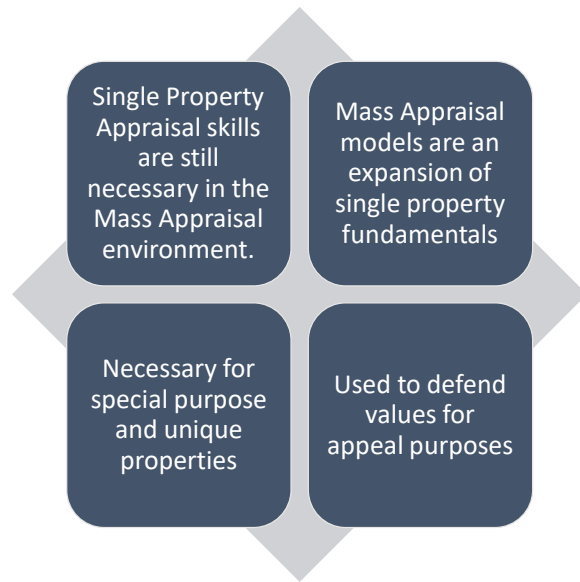 Single Property
Appraisal skills
are still
necessary in the
Mass Appraisal
environment.
Mass Appraisal
models are an
expansion of
single property
fundamentals
Necessary for
special purpose
and unique
properties
Used to defend
values for
appeal purposes